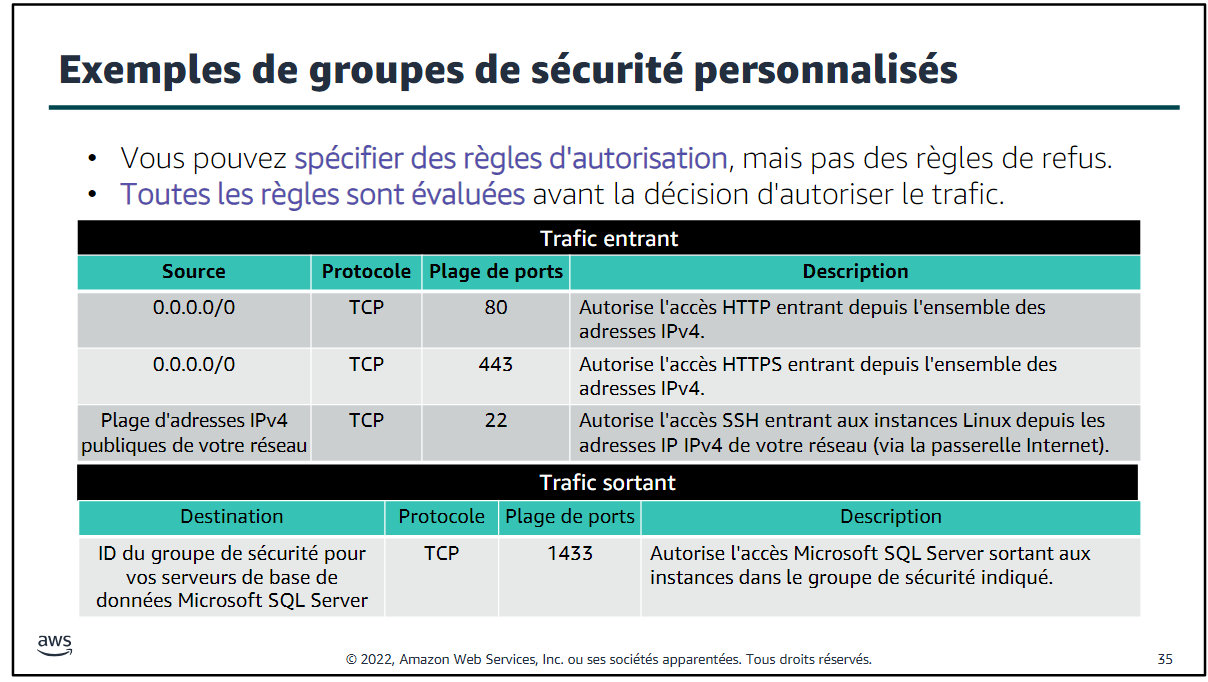 Exemples de groupes de sécurité personnalisés
• Vous pouvez spécifier des règles d'autorisation, mais pas des règles de refus.
• Toutes les règles sont évaluées avant la décision d'autoriser le trafic.
Trafic entrant
Source Protocole Plage de ports Description
0.0.0.0/0 TCP 80 Autorise l'accès HTTP entrant depuis l'ensemble des
adresses IPv4.
0.0.0.0/0 TCP 443 Autorise l'accès HTTPS entrant depuis l'ensemble des
adresses IPv4.
Plage d'adresses IPv4 TCP 22 Autorise l'accès SSH entrant aux instances Linux depuis les
publiques de votre réseau adresses IP IPv4 de votre réseau (via la passerelle Internet).
Trafic sortant
Destination Protocole Plage de ports Description
ID du groupe de sécurité pour TCP 1433 Autorise l'accès Microsoft SQL Server sortant aux
vos serveurs de base de instances dans le groupe de sécurité indiqué.
données Microsoft SQL Server
aws
© 2022, Amazon Web Services, Inc. ou ses sociétés apparentées. Tous droits réservés.
35